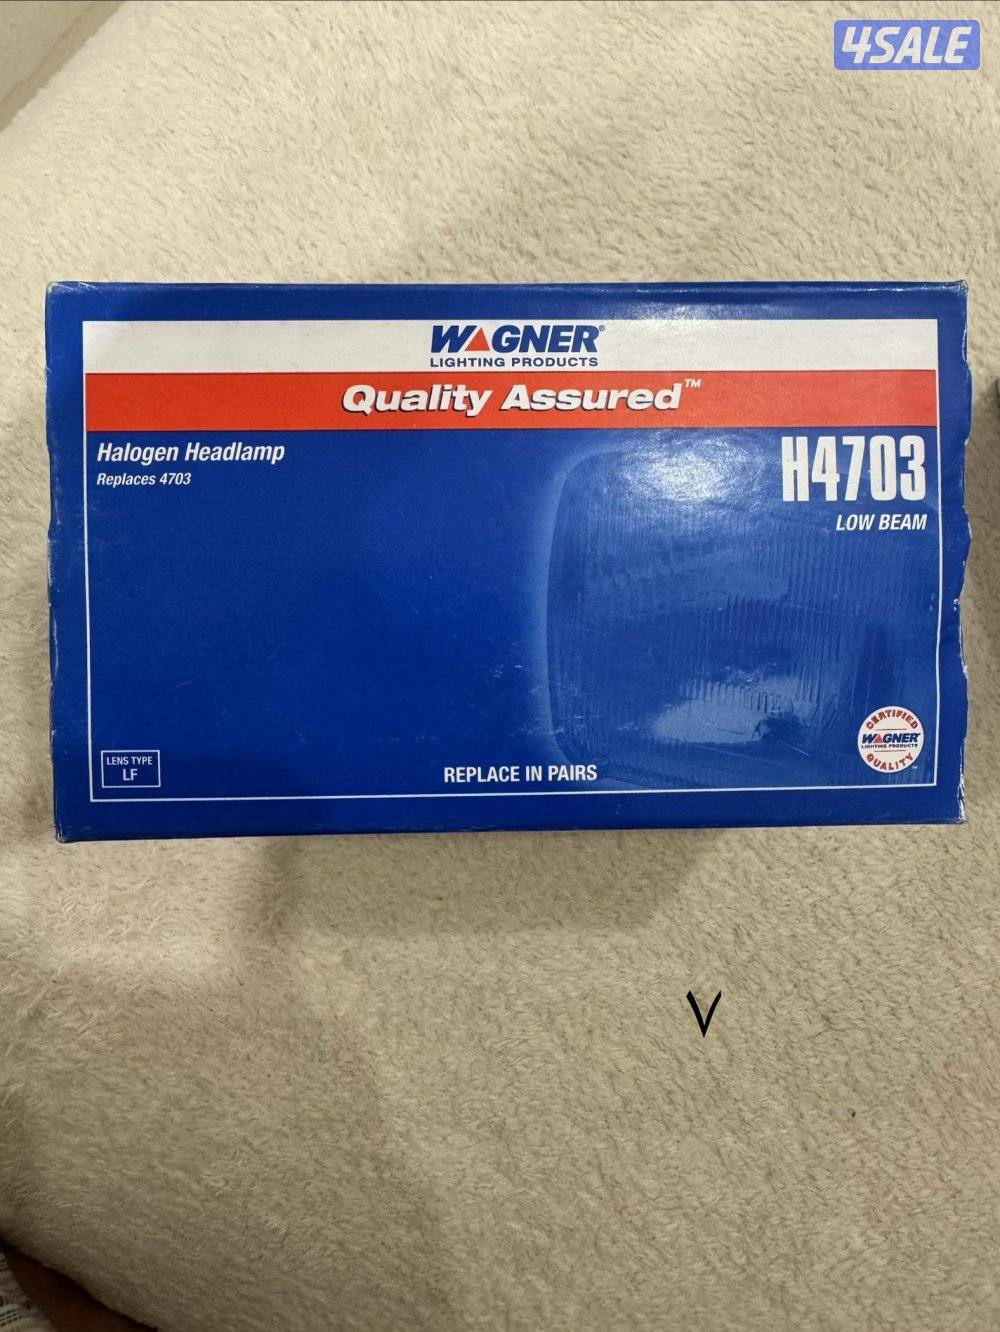 4SALE
WAGNER®
LIGHTING PRODUCTS
Quality Assured™
Halogen Headlamp
Replaces 4703
H4703
LOW BEAM
CERTIFIED
WAGNER
LIGHTING PRODUCTS
QUALITY
LENS TYPE
LF
REPLACE IN PAIRS
٧